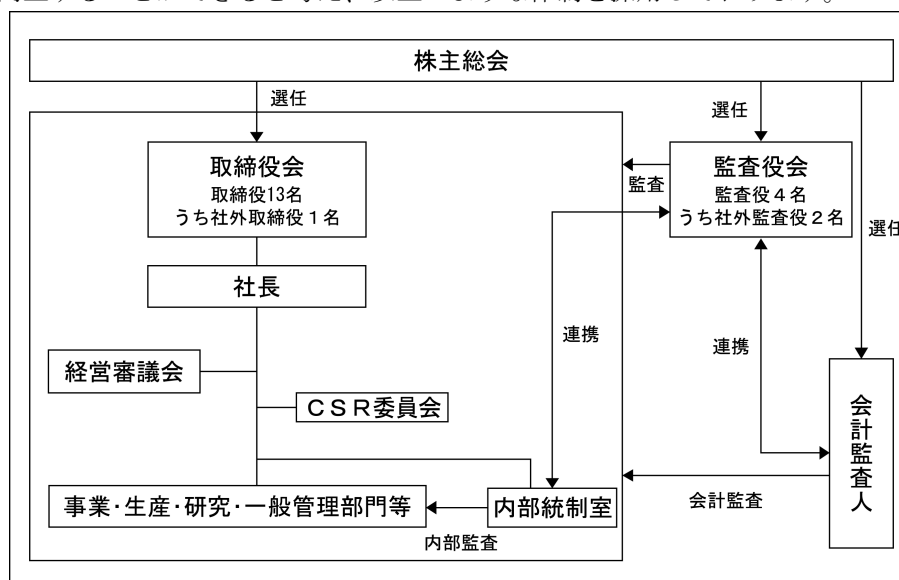 株主総会
選任
選任
取締役会
取締役13名
うち社外取締役1名
監査
監査役会
監査役4名
うち社外監査役2名
選任
社長
連携
連携
経営審議会
CSR委員会
会計監査人
事業・生産・研究・一般管理部門等
内部統制室
会計監査
内部監査